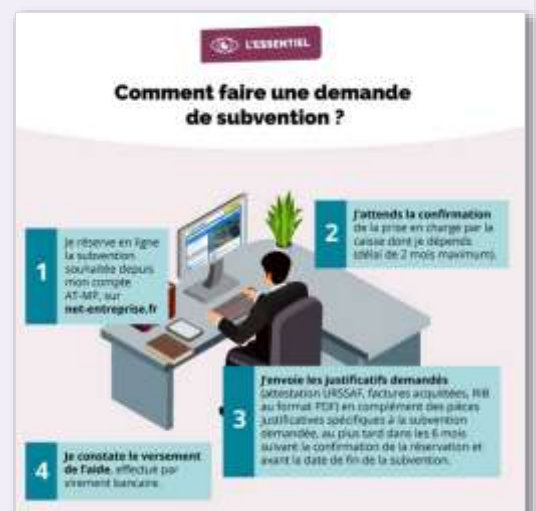 L'ESSENTIEL
Comment faire une demande
de subvention ?
1
Je réserve en ligne
la subvention
souhaitée depuis
mon compte
AT-MP, sur
net-entreprise.fr
2
J'attends la confirmation
de la prise en charge par la
caisse dont je dépends
(délai de 2 mois maximum).
3
J'envoie les justificatifs demandés
(attestation URSSAF, factures acquittées, RIB
au format PDF) en complément des pièces
justificatives spécifiques à la subvention
demandée, au plus tard dans les 6 mois
suivant la confirmation de la réservation et
avant la date de fin de la subvention.
4
Je constate le versement
de l'aide, effectué par
virement bancaire.